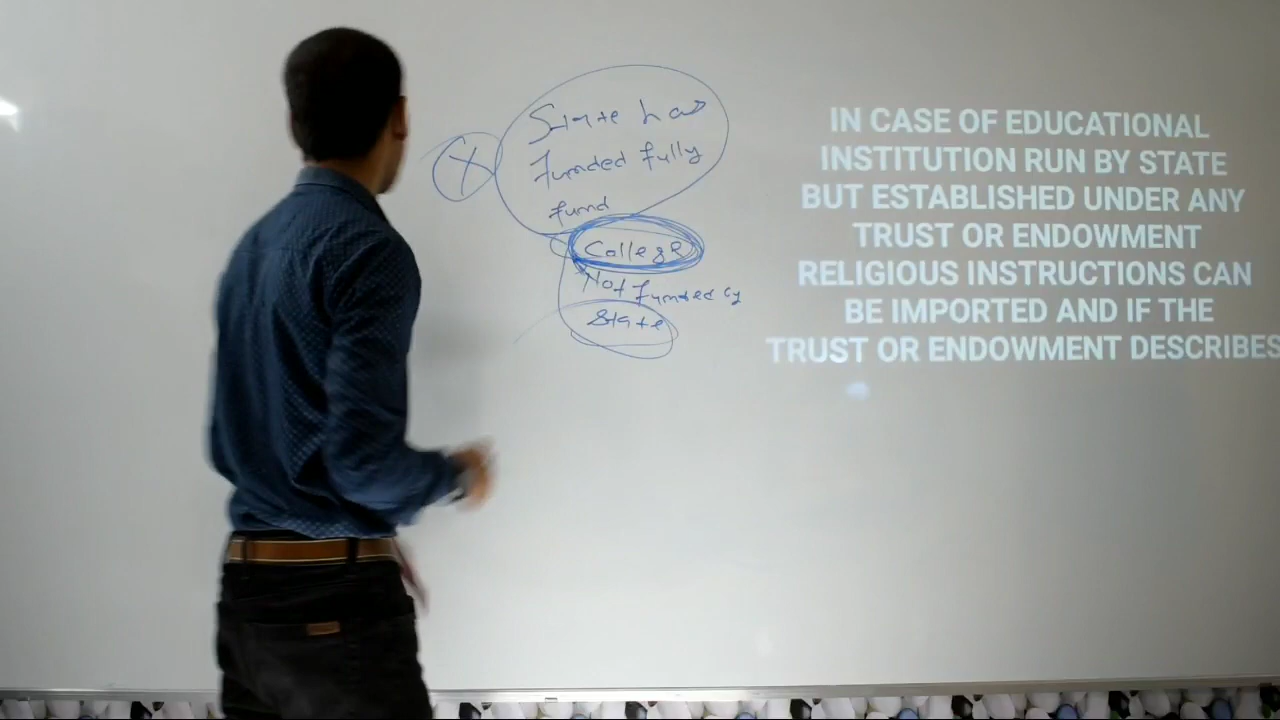 State has
Funded fully
fund
College
Not funded by
State
IN CASE OF EDUCATIONAL
INSTITUTION RUN BY STATE
BUT ESTABLISHED UNDER ANY
TRUST OR ENDOWMENT
RELIGIOUS INSTRUCTIONS CAN
BE IMPORTED AND IF THE
TRUST OR ENDOWMENT DESCRIBES